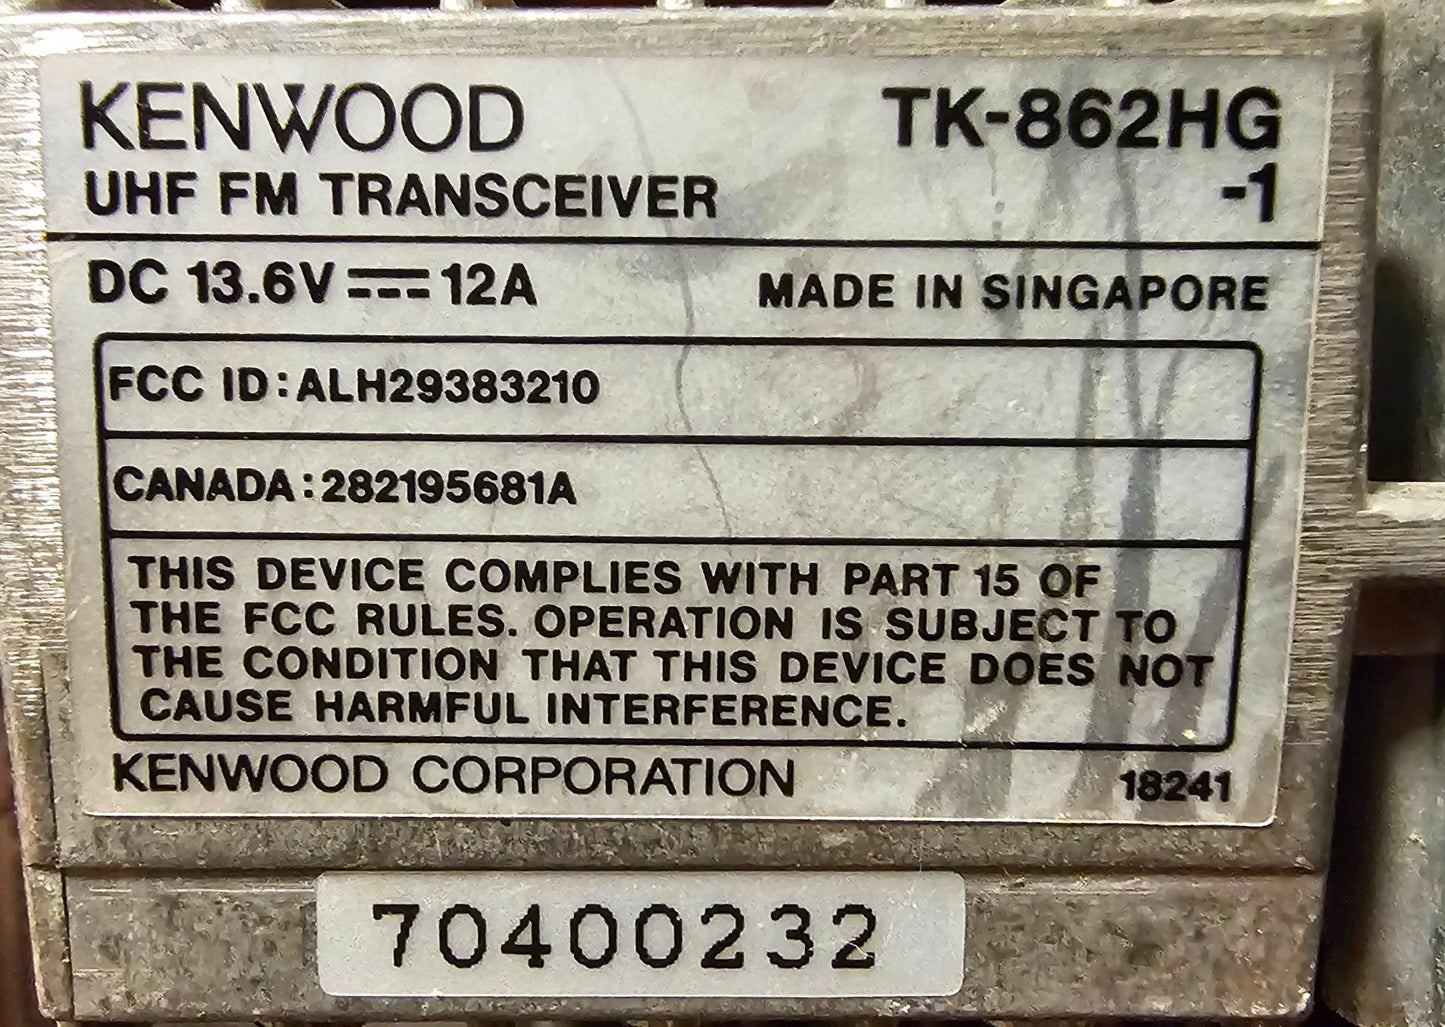 KENWOOD TK-862HG
UHF FM TRANSCEIVER -1
DC 13.6V ⎓ 12A MADE IN SINGAPORE
FCC ID:ALH29383210
CANADA:282195681A
THIS DEVICE COMPLIES WITH PART 15 OF
THE FCC RULES. OPERATION IS SUBJECT TO
THE CONDITION THAT THIS DEVICE DOES NOT
CAUSE HARMFUL INTERFERENCE.
KENWOOD CORPORATION 18241
70400232